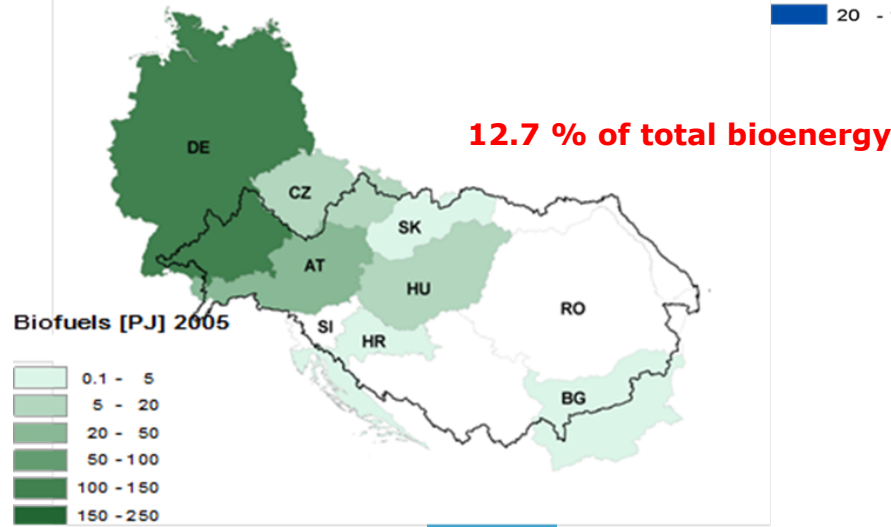 20 -
12.7 % of total bioenergy
DE
CZ
SK
AT
HU
RO
SI
HR
BG
Biofuels [PJ] 2005
0.1 - 5
5 - 20
20 - 50
50 - 100
100 - 150
150 - 250